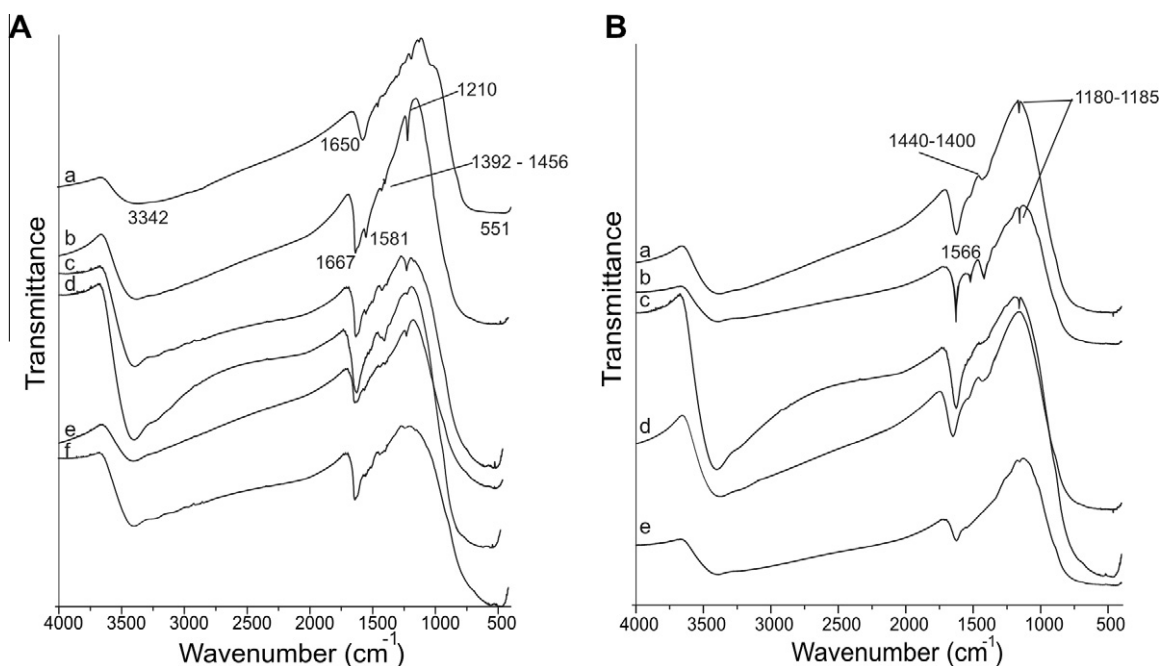 A
B
1210
1180-1185
1650
1440-1400
1392 - 1456
a
3342
551
b
1581
c
1667
d
e
f
a
1566
b
c
d
e
Transmittance
Transmittance
4000 3500 3000 2500 2000 1500 1000 500
4000 3500 3000 2500 2000 1500 1000 500
Wavenumber (cm-1)
Wavenumber (cm-1)